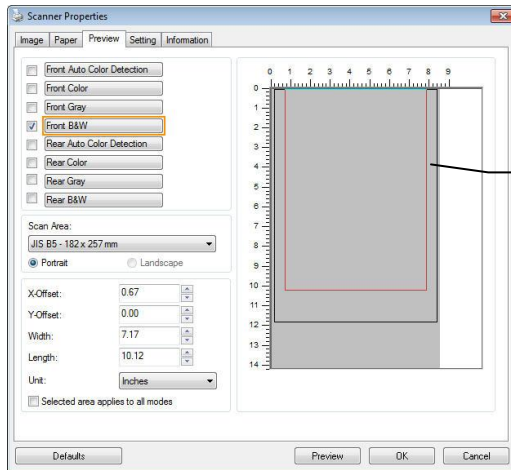 Scanner Properties
Image Paper Preview Setting Information
Front Auto Color Detection
Front Color
Front Gray
Front B&W
Rear Auto Color Detection
Rear Color
Rear Gray
Rear B&W
Scan Area:
JIS B5 - 182 x 257 mm
Portrait Landscape
X-Offset: 0.67
Y-Offset: 0.00
Width: 7.17
Length: 10.12
Unit: Inches
Selected area applies to all modes
0 1 2 3 4 5 6 7 8 9
0
1
2
3
4
5
6
7
8
9
10
11
12
13
14
Defaults Preview OK Cancel